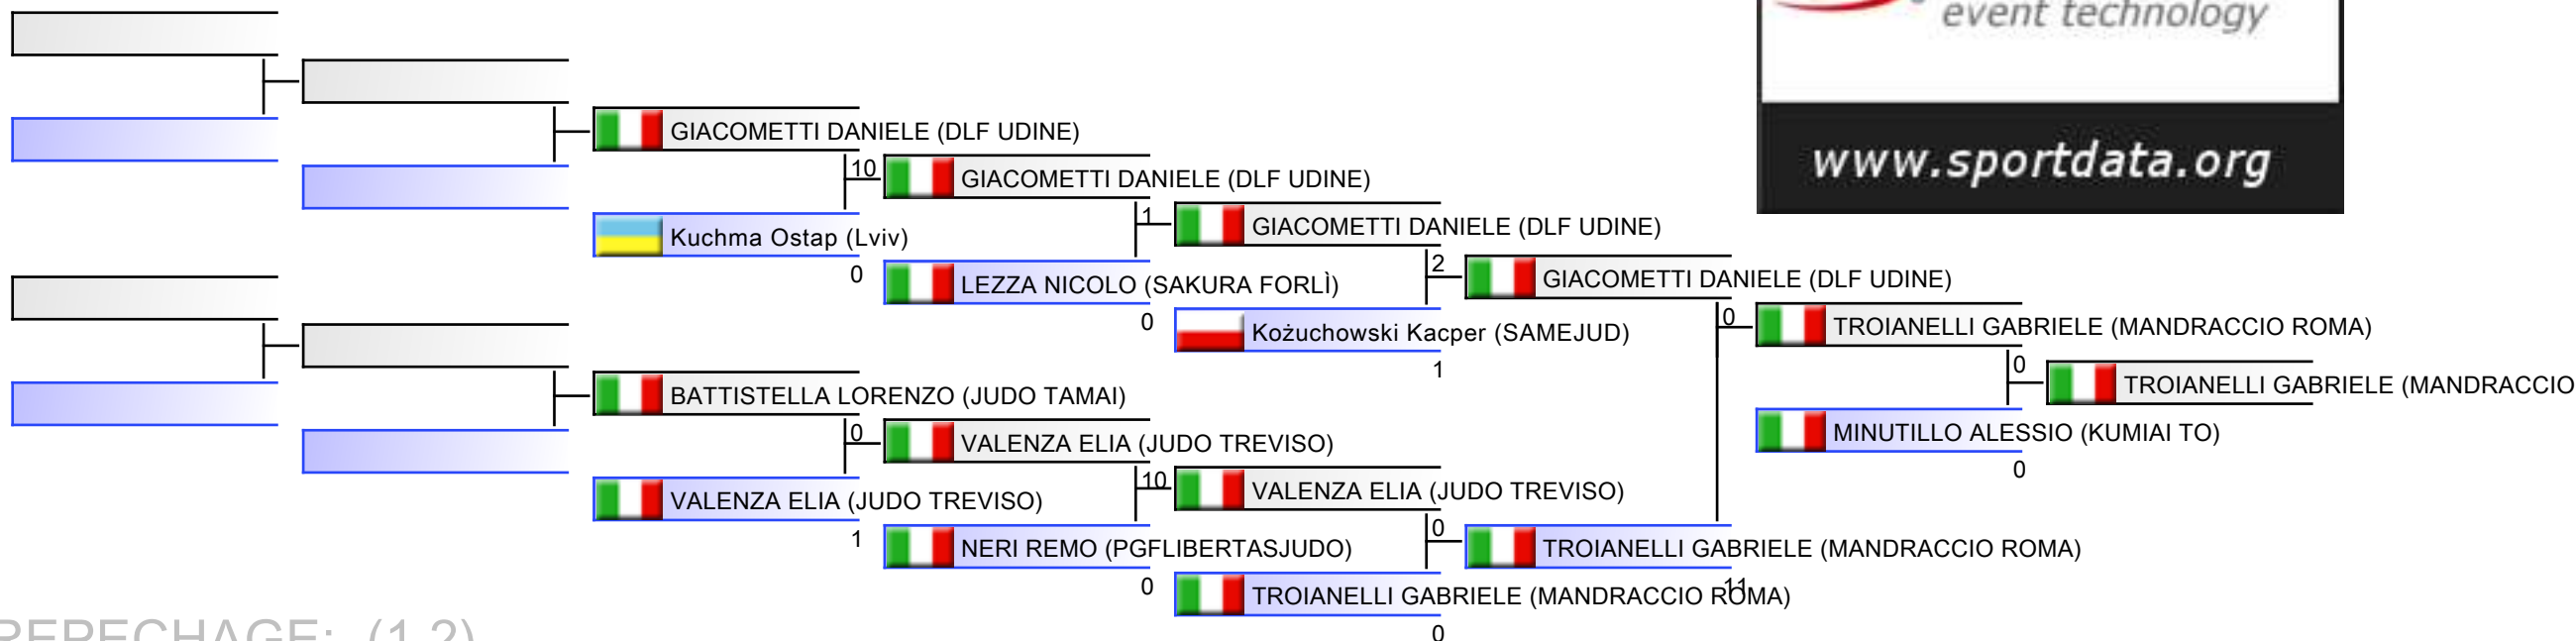 event technology
www.sportdata.org
GIACOMETTI DANIELE (DLF UDINE)
10
GIACOMETTI DANIELE (DLF UDINE)
Kuchma Ostap (Lviv)
0
1
GIACOMETTI DANIELE (DLF UDINE)
LEZZA NICOLO (SAKURA FORLÌ)
0
2
GIACOMETTI DANIELE (DLF UDINE)
Kożuchowski Kacper (SAMEJUD)
1
0
TROIANELLI GABRIELE (MANDRACCIO ROMA)
0
TROIANELLI GABRIELE (MANDRACCIO
MINUTILLO ALESSIO (KUMIAI TO)
0
BATTISTELLA LORENZO (JUDO TAMAI)
0
VALENZA ELIA (JUDO TREVISO)
VALENZA ELIA (JUDO TREVISO)
1
10
VALENZA ELIA (JUDO TREVISO)
NERI REMO (PGFLIBERTASJUDO)
0
0
TROIANELLI GABRIELE (MANDRACCIO ROMA)
11
TROIANELLI GABRIELE (MANDRACCIO ROMA)
0
REPECHAGE: (1,2)